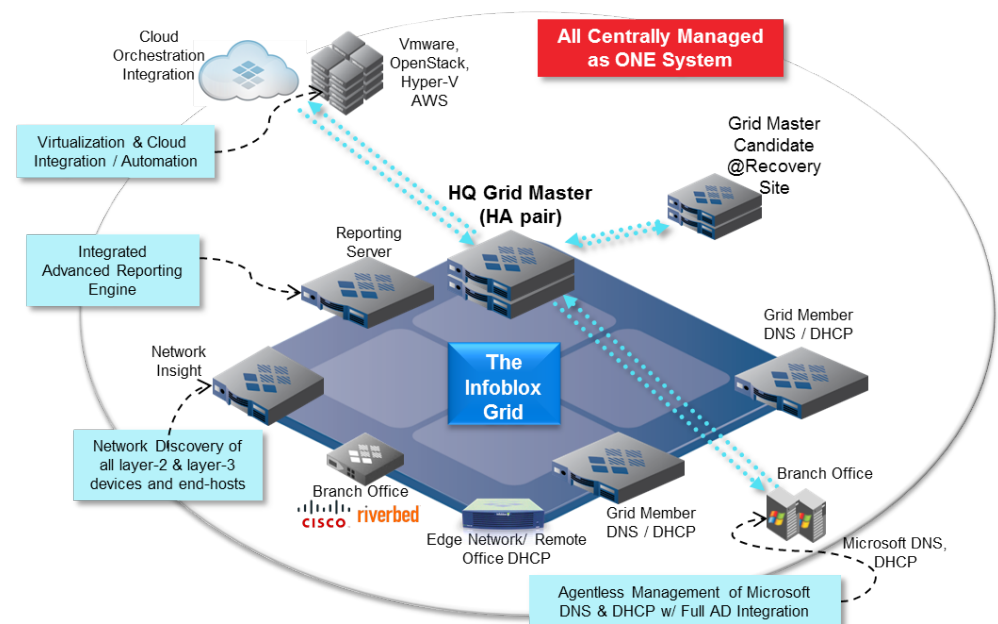 Cloud
Orchestration
Integration
Vmware,
OpenStack,
Hyper-V
AWS
All Centrally Managed
as ONE System
Virtualization & Cloud
Integration / Automation
Grid Master
Candidate
@Recovery
Site
HQ Grid Master
(HA pair)
Reporting
Server
Integrated
Advanced Reporting
Engine
Grid Member
DNS / DHCP
Network
Insight
The
Infoblox
Grid
Network Discovery of
all layer-2 & layer-3
devices and end-hosts
Branch Office
CISCO riverbed
Edge Network/ Remote
Office DHCP
Grid Member
DNS / DHCP
Branch Office
Microsoft DNS,
DHCP
Agentless Management of Microsoft
DNS & DHCP w/ Full AD Integration